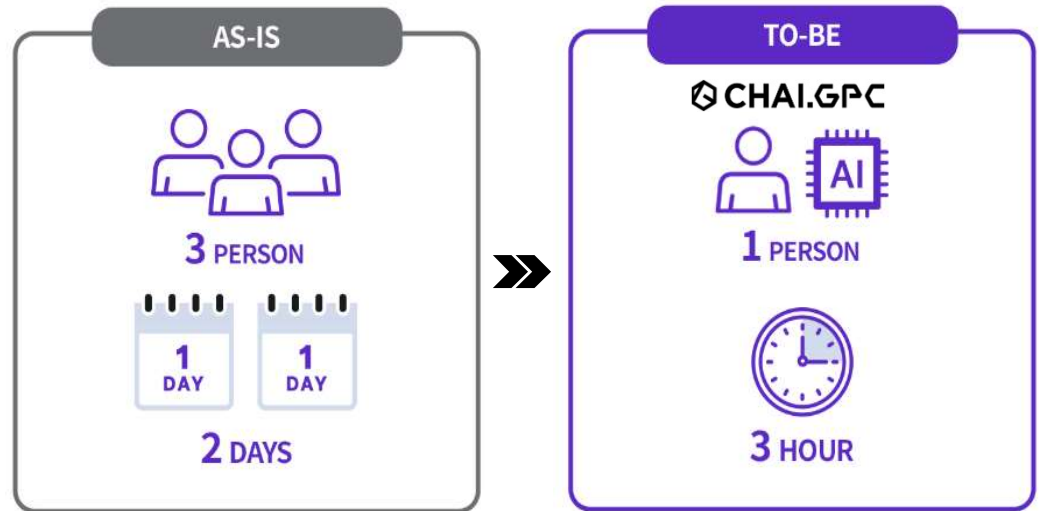 AS-IS
3 PERSON
1
DAY
1
DAY
2 DAYS
TO-BE
CHAI.GPC
AI
1 PERSON
3 HOUR